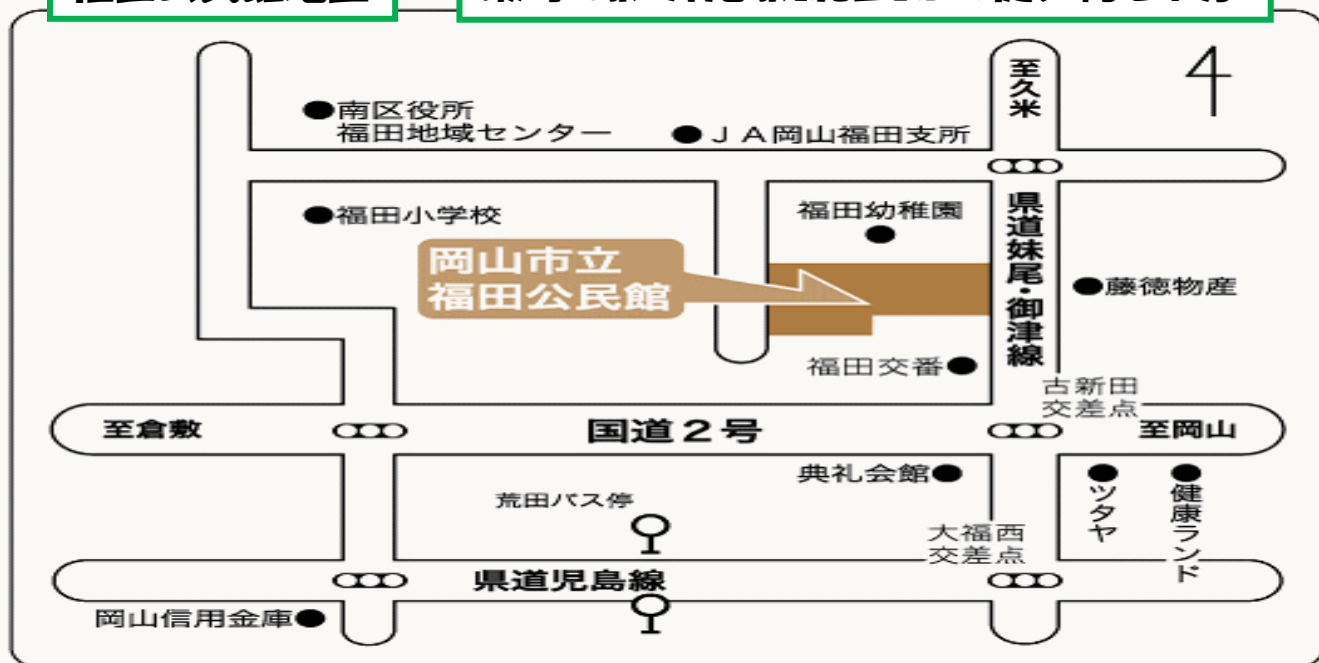 至久米
南区役所
福田地域センター
ＪＡ岡山福田支所
福田小学校
福田幼稚園
県道妹尾・御津線
岡山市立
福田公民館
藤徳物産
福田交番
古新田
交差点
至倉敷
国道２号
至岡山
典礼会館
ツタヤ
健康ランド
荒田バス停
大福西
交差点
県道児島線
岡山信用金庫